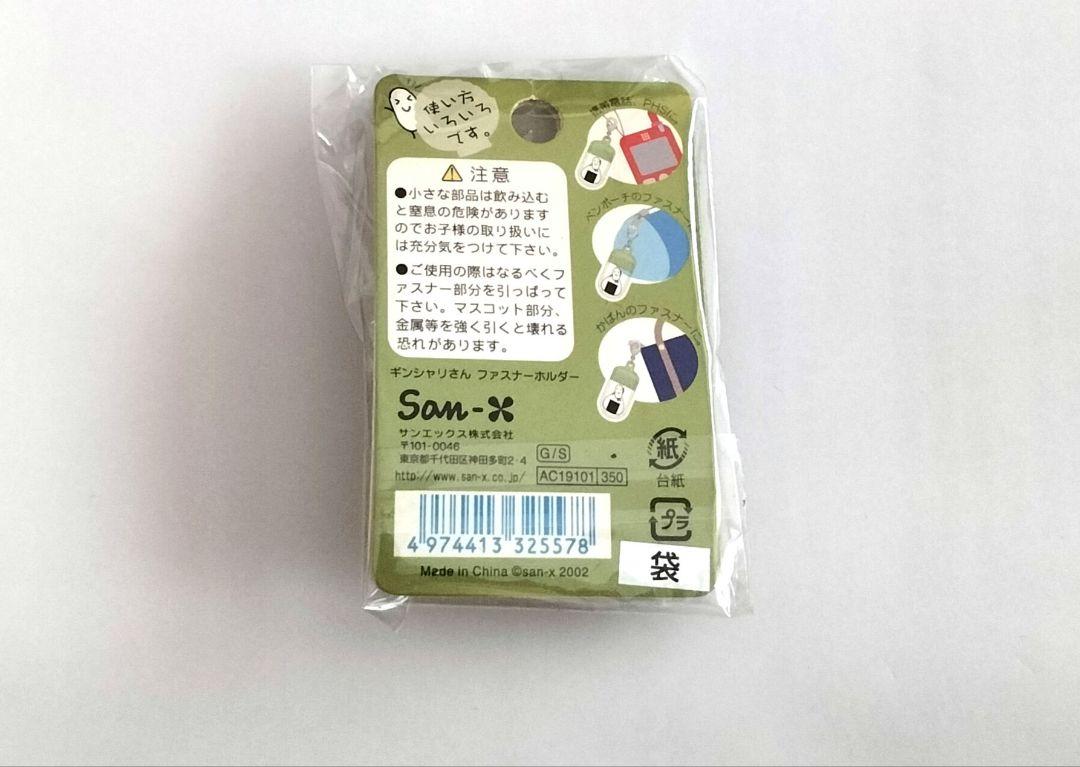 使い方
いろいろ
です。
携帯電話、PHSに
注意
●小さな部品は飲み込む
と窒息の危険があります
のでお子様の取り扱いに
は充分気をつけて下さい。
●ご使用の際はなるべくフ
ァスナー部分を引っぱって
下さい。マスコット部分、
金属等を強く引くと壊れる
恐れがあります。
ペンポーチのファスナー
かばんのファスナーに
ギンシャリさん ファスナーホルダー
San-X
サンエックス株式会社
〒101-0046
東京都千代田区神田多町2-4
http://www.san-x.co.jp/
G/S
AC19101 350
紙
台紙
プラ
袋
4 974413 325578
Made in China ©san-x 2002